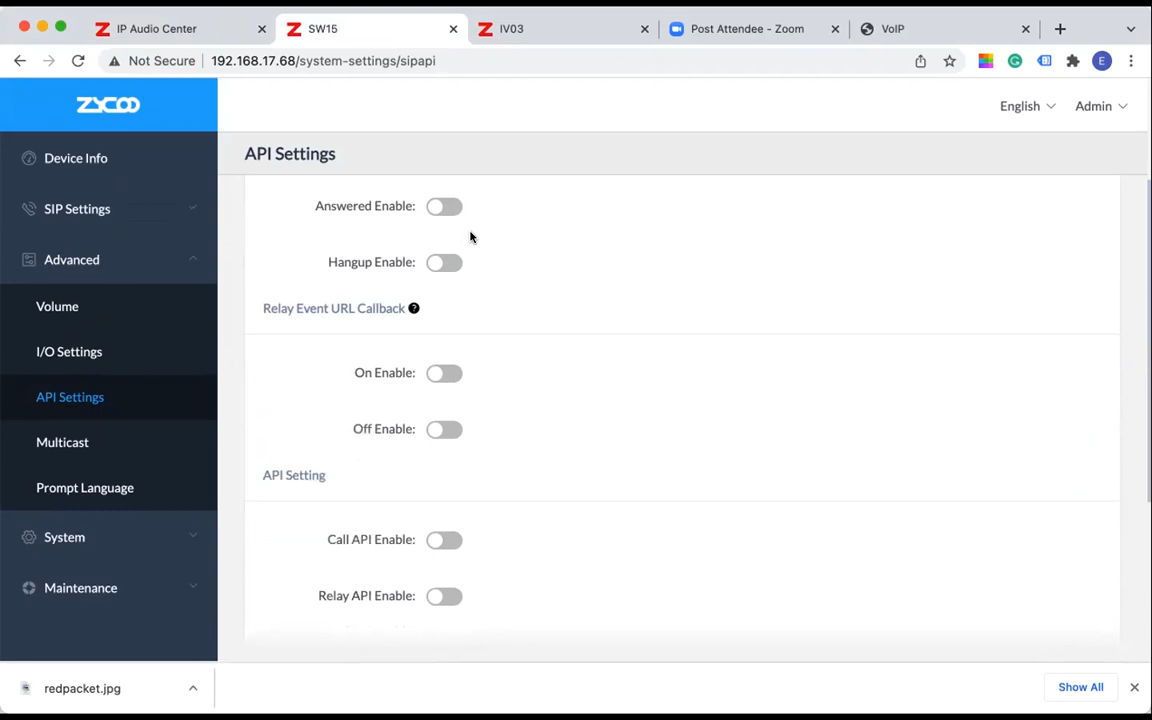 IP Audio Center
SW15
IV03
Post Attendee - Zoom
VoIP
Not Secure
192.168.17.68/system-settings/sipapi
E
ZYCOO
English
Admin
Device Info
SIP Settings
Advanced
Volume
I/O Settings
API Settings
Multicast
Prompt Language
System
Maintenance
API Settings
Answered Enable:
Hangup Enable:
Relay Event URL Callback
On Enable:
Off Enable:
API Setting
Call API Enable:
Relay API Enable:
redpacket.jpg
Show All